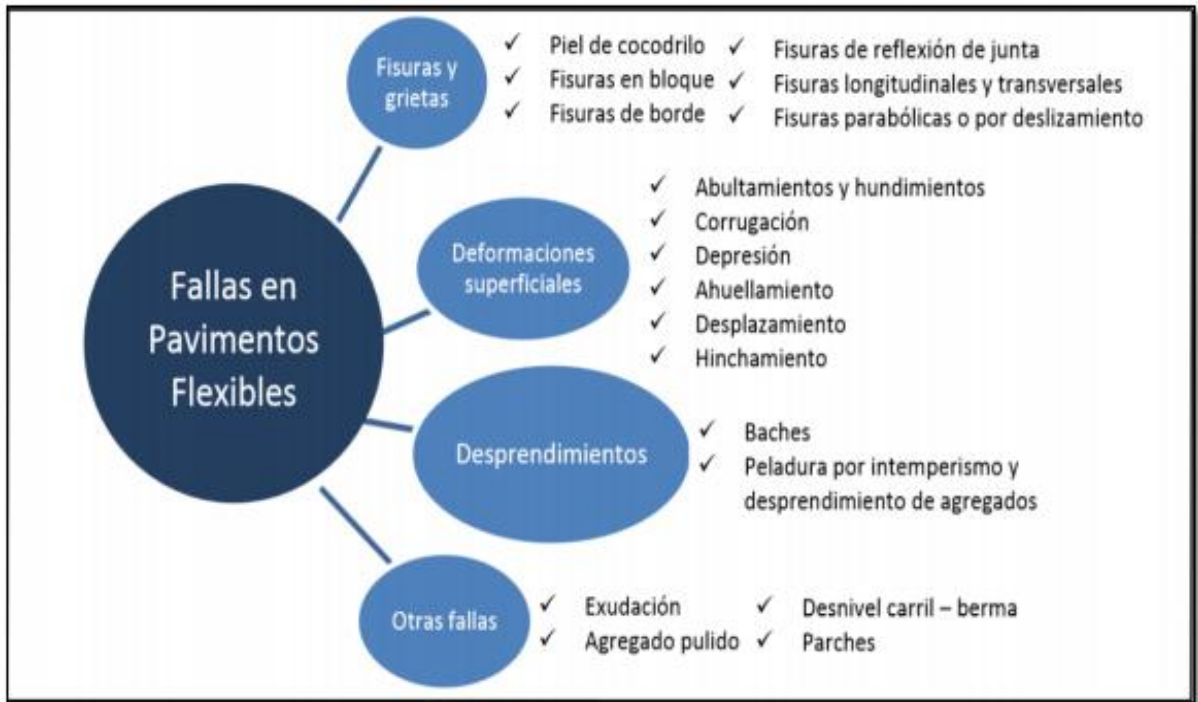 Fallas en
Pavimentos
Flexibles
Fisuras y
grietas
✓ Piel de cocodrilo
✓ Fisuras en bloque
✓ Fisuras de borde
✓ Fisuras de reflexión de junta
✓ Fisuras longitudinales y transversales
✓ Fisuras parabólicas o por deslizamiento
Deformaciones
superficiales
✓ Abultamientos y hundimientos
✓ Corrugación
✓ Depresión
✓ Ahuellamiento
✓ Desplazamiento
✓ Hinchamiento
Desprendimientos
✓ Baches
✓ Peladura por intemperismo y
desprendimiento de agregados
Otras fallas
✓ Exudación
✓ Agregado pulido
✓ Desnivel carril – berma
✓ Parches